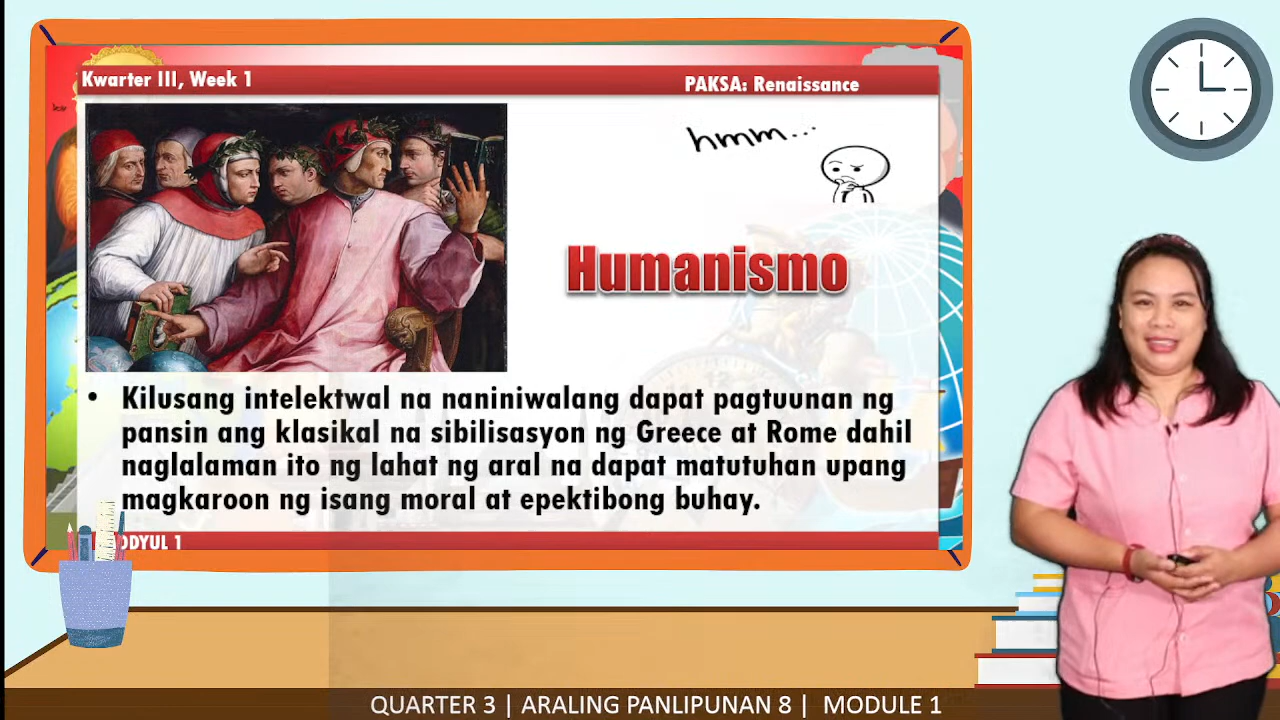 Kwarter III, Week 1
PAKSA: Renaissance
hmm...
Humanismo
• Kilusang intelektwal na naniniwalang dapat pagtuunan ng
pansin ang klasikal na sibilisasyon ng Greece at Rome dahil
naglalaman ito ng lahat ng aral na dapat matutuhan upang
magkaroon ng isang moral at epektibong buhay.
ODYUL 1
QUARTER 3 | ARALING PANLIPUNAN 8 | MODULE 1